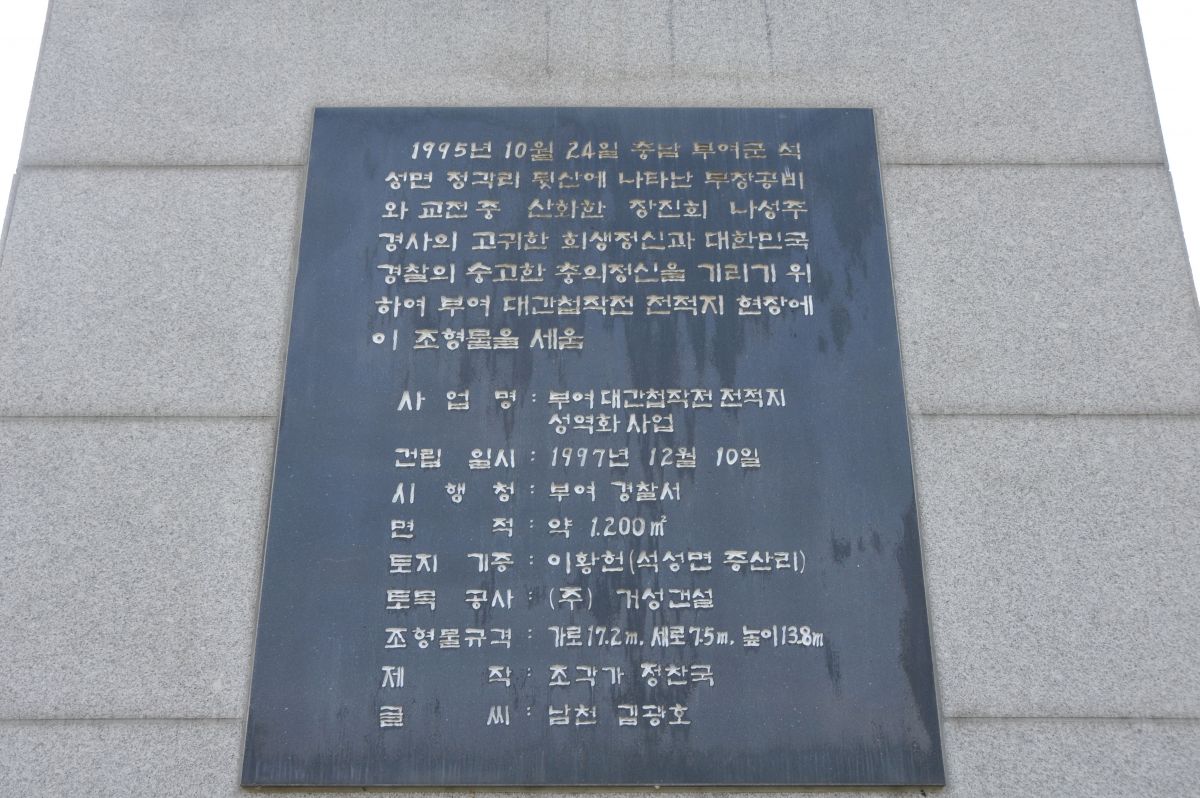 1995년 10월 24일 충남 부여군 석
성면 정각리 뒷산에 나타난 무장공비
와 교전 중 산화한 장진희 나성주
경사의 고귀한 희생정신과 대한민국
경찰의 숭고한 충의정신을 기리기 위
하여 부여 대간첩작전 전적지 현장에
이 조형물을 세움
사 업 명 : 부여 대간첩작전 전적지
성역화 사업
건립 일시 : 1997년 12월 10일
시 행 청 : 부여 경찰서
면 적 : 약 1.200㎡
토지 기증 : 이황헌(석성면 증산리)
토목 공사 : (주) 거성건설
조형물규격 : 가로17.2m. 세로7.5m. 높이13.8m
제 작 : 조각가 정찬국
글 씨 : 남천 김광호